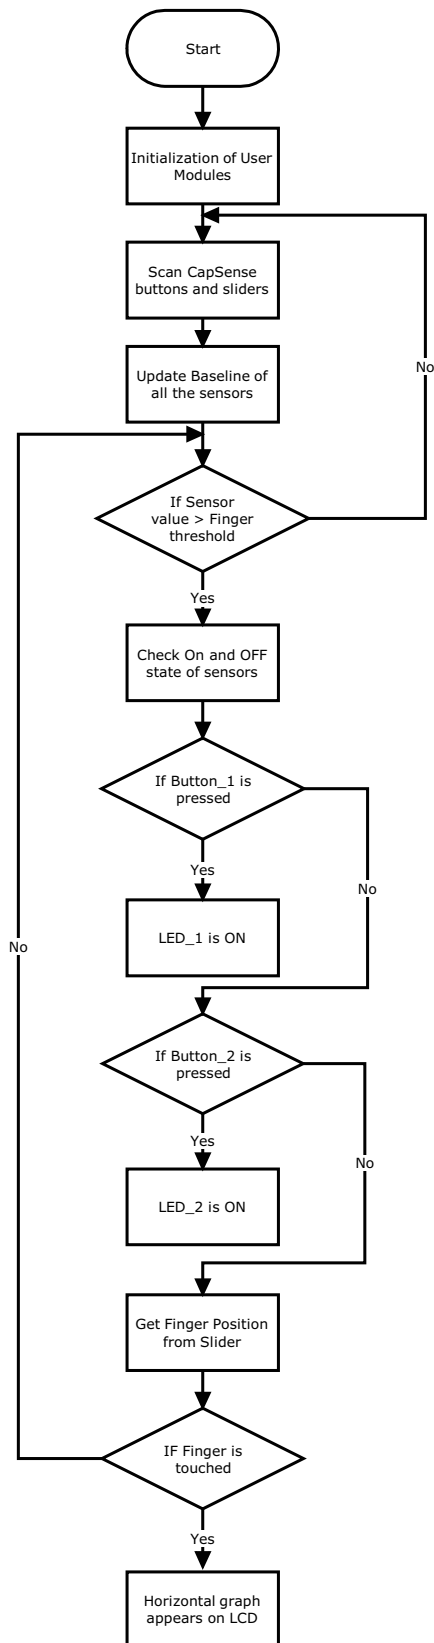 Start
Initialization of User
Modules
Scan CapSense
buttons and sliders
No
Update Baseline of
all the sensors
If Sensor
value > Finger
threshold
Yes
Check On and OFF
state of sensors
If Button_1 is
pressed
Yes
No
LED_1 is ON
No
If Button_2 is
pressed
Yes
No
LED_2 is ON
Get Finger Position
from Slider
IF Finger is
touched
Yes
Horizontal graph
appears on LCD